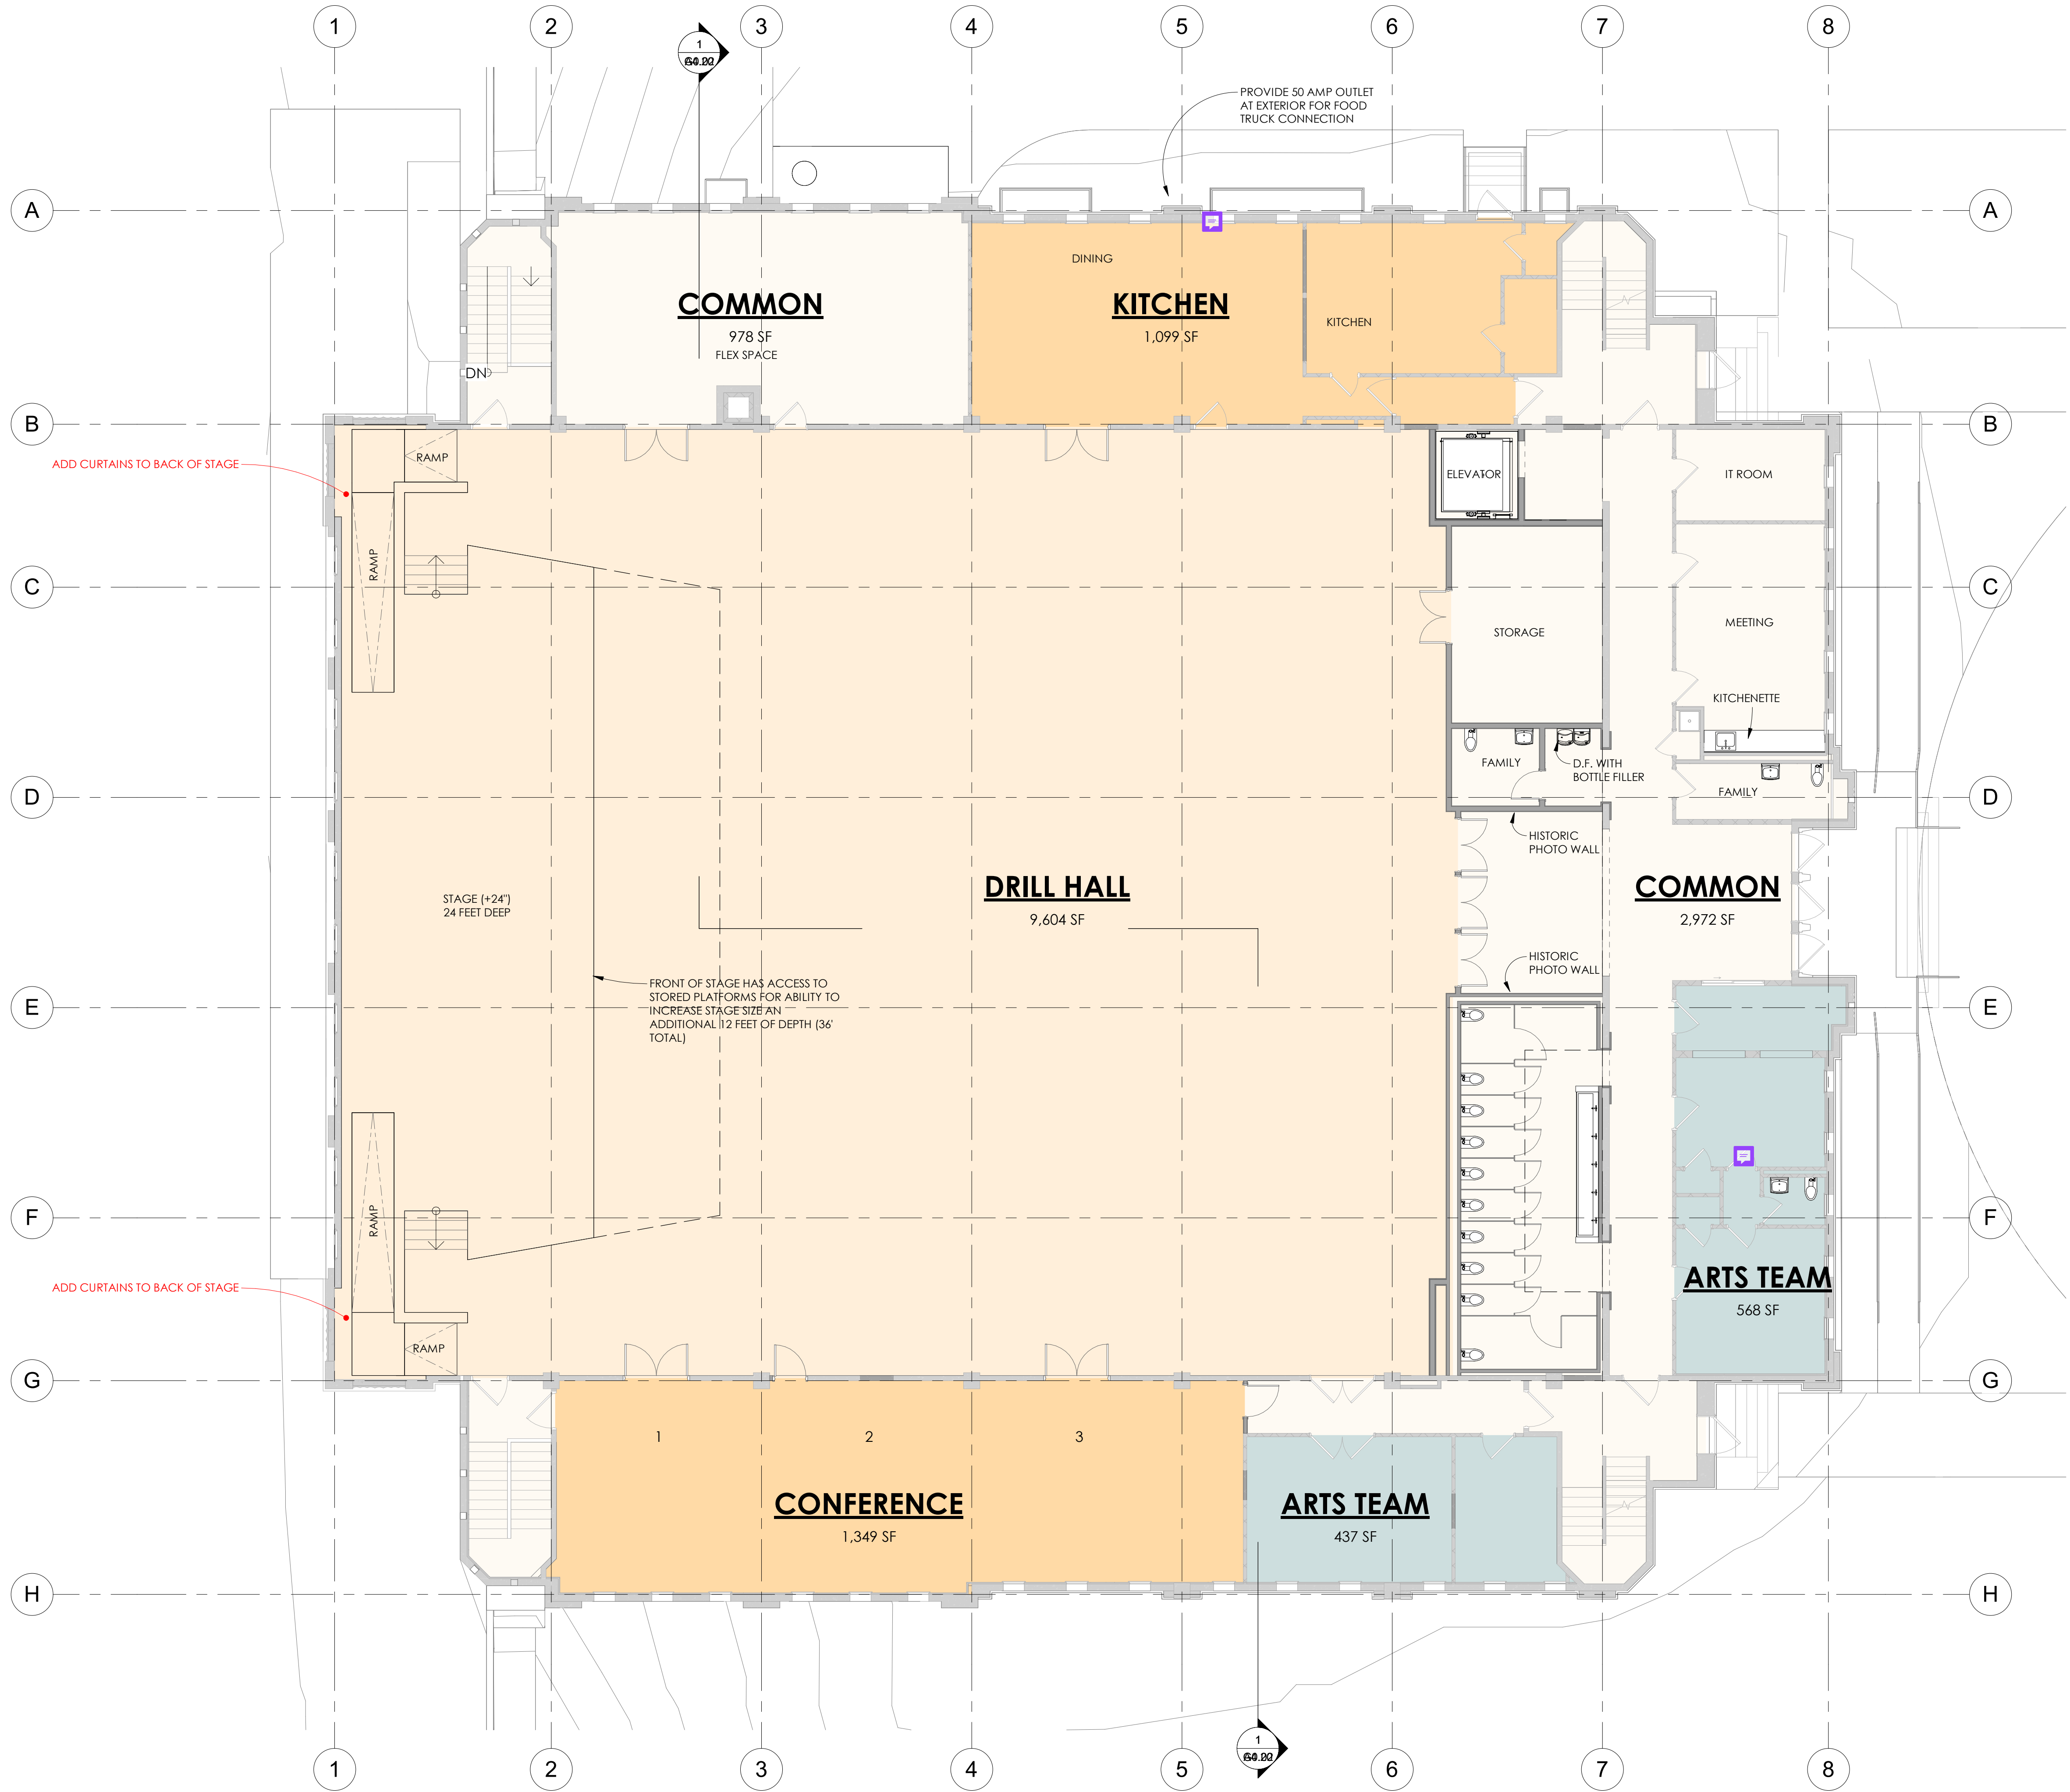 1 2 3 4 5 6 7 8
1
PROVIDE 50 AMP OUTLET
AT EXTERIOR FOR FOOD
TRUCK CONNECTION
A A
DINING
COMMON
978 SF
FLEX SPACE
KITCHEN
1,099 SF
KITCHEN
DN
B B
ADD CURTAINS TO BACK OF STAGE
RAMP
RAMP
ELEVATOR
IT ROOM
C C
STORAGE
MEETING
KITCHENETTE
FAMILY
D.F. WITH
BOTTLE FILLER
FAMILY
D D
HISTORIC
PHOTO WALL
STAGE (+24")
24 FEET DEEP
DRILL HALL
9,604 SF
COMMON
2,972 SF
HISTORIC
PHOTO WALL
FRONT OF STAGE HAS ACCESS TO
STORED PLATFORMS FOR ABILITY TO
INCREASE STAGE SIZE AN
ADDITIONAL 12 FEET OF DEPTH (36'
TOTAL)
E E
RAMP
F F
ADD CURTAINS TO BACK OF STAGE
RAMP
ARTS TEAM
568 SF
G G
1 2 3
CONFERENCE
1,349 SF
ARTS TEAM
437 SF
H H
1
1 2 3 4 5 6 7 8